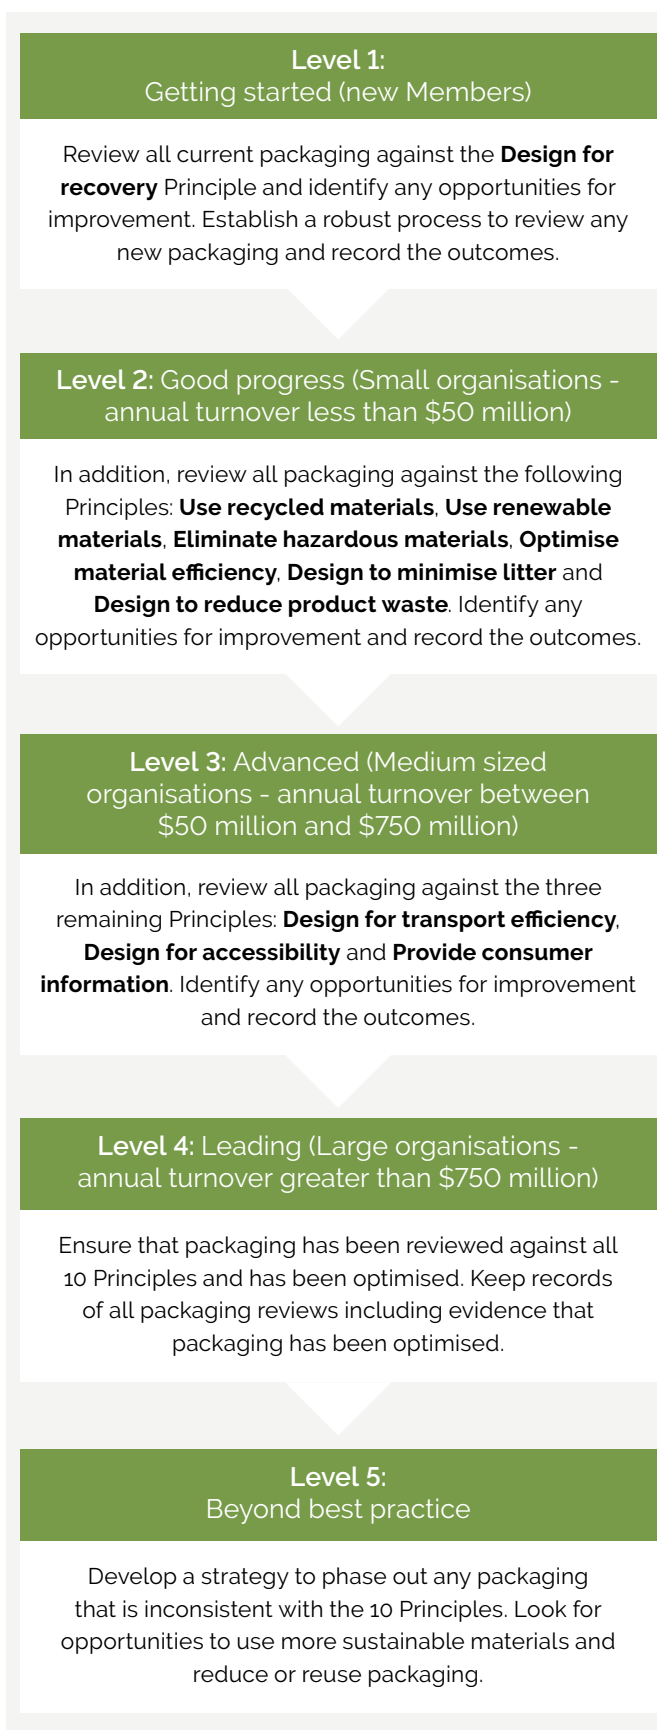 Level 1:
Getting started (new Members)
Review all current packaging against the Design for
recovery Principle and identify any opportunities for
improvement. Establish a robust process to review any
new packaging and record the outcomes.
Level 2: Good progress (Small organisations -
annual turnover less than $50 million)
In addition, review all packaging against the following
Principles: Use recycled materials, Use renewable
materials, Eliminate hazardous materials, Optimise
material efficiency, Design to minimise litter and
Design to reduce product waste. Identify any
opportunities for improvement and record the outcomes.
Level 3: Advanced (Medium sized
organisations - annual turnover between
$50 million and $750 million)
In addition, review all packaging against the three
remaining Principles: Design for transport efficiency,
Design for accessibility and Provide consumer
information. Identify any opportunities for improvement
and record the outcomes.
Level 4: Leading (Large organisations -
annual turnover greater than $750 million)
Ensure that packaging has been reviewed against all
10 Principles and has been optimised. Keep records
of all packaging reviews including evidence that
packaging has been optimised.
Level 5:
Beyond best practice
Develop a strategy to phase out any packaging
that is inconsistent with the 10 Principles. Look for
opportunities to use more sustainable materials and
reduce or reuse packaging.